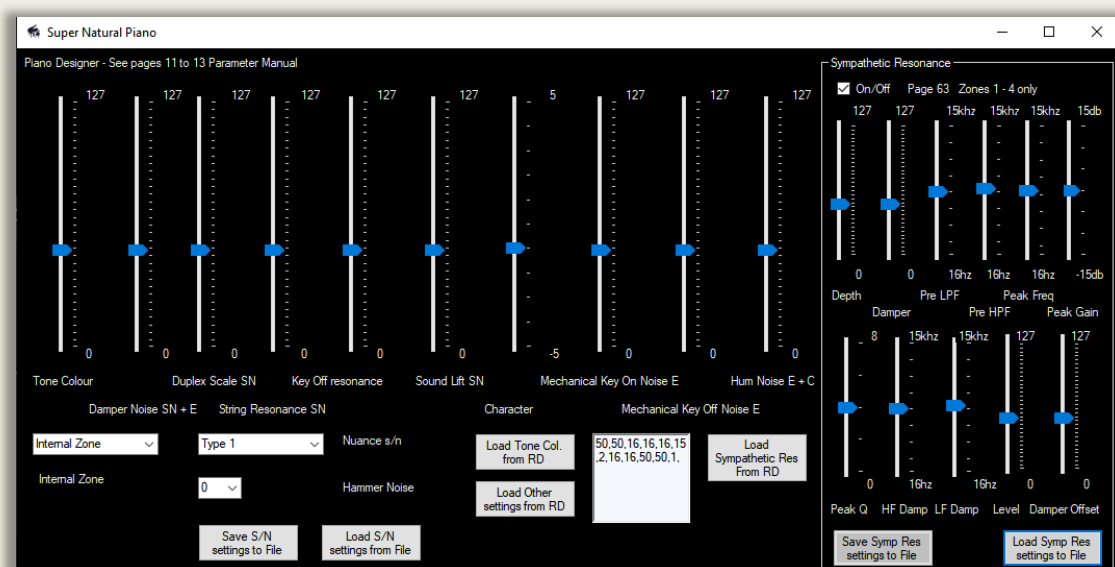 Super Natural Piano
Piano Designer - See pages 11 to 13 Parameter Manual
Sympathetic Resonance
On/Off Page 63 Zones 1 - 4 only
127 127 127 127 127 127 5 127 127 127
127 127 15khz 15khz 15khz 15db
0 0 16hz 16hz 16hz -15db
Depth Pre LPF Peak Freq
Damper Pre HPF Peak Gain
0 0 0 0 0 0 -5 0 0 0
8 15khz 15khz 127 127
Tone Colour Duplex Scale SN Key Off resonance Sound Lift SN Mechanical Key On Noise E Hum Noise E + C
Damper Noise SN + E String Resonance SN Character Mechanical Key Off Noise E
Internal Zone
Type 1
Nuance s/n
Load Tone Col.
from RD
50,50,16,16,16,15
,2,16,16,50,50,1,
Load
Sympathetic Res
From RD
Internal Zone
0
Hammer Noise
Load Other
settings from RD
0 16hz 16hz 0 0
Peak Q HF Damp LF Damp Level Damper Offset
Save S/N
settings to File
Load S/N
settings from File
Save Symp Res
settings to File
Load Symp Res
settings to File